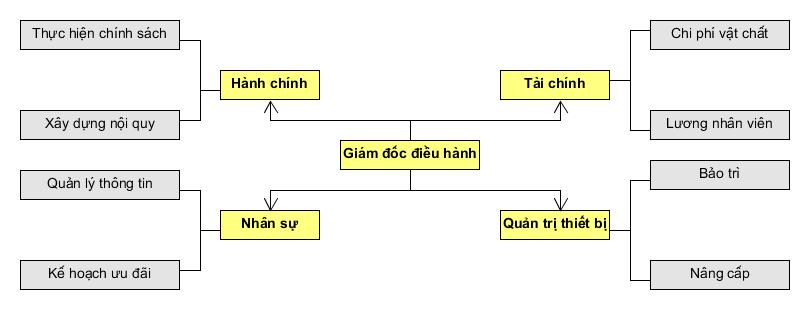 Thực hiện chính sách
Chi phí vật chất
Hành chính
Tài chính
Xây dựng nội quy
Lương nhân viên
Giám đốc điều hành
Quản lý thông tin
Bảo trì
Nhân sự
Quản trị thiết bị
Kế hoạch ưu đãi
Nâng cấp